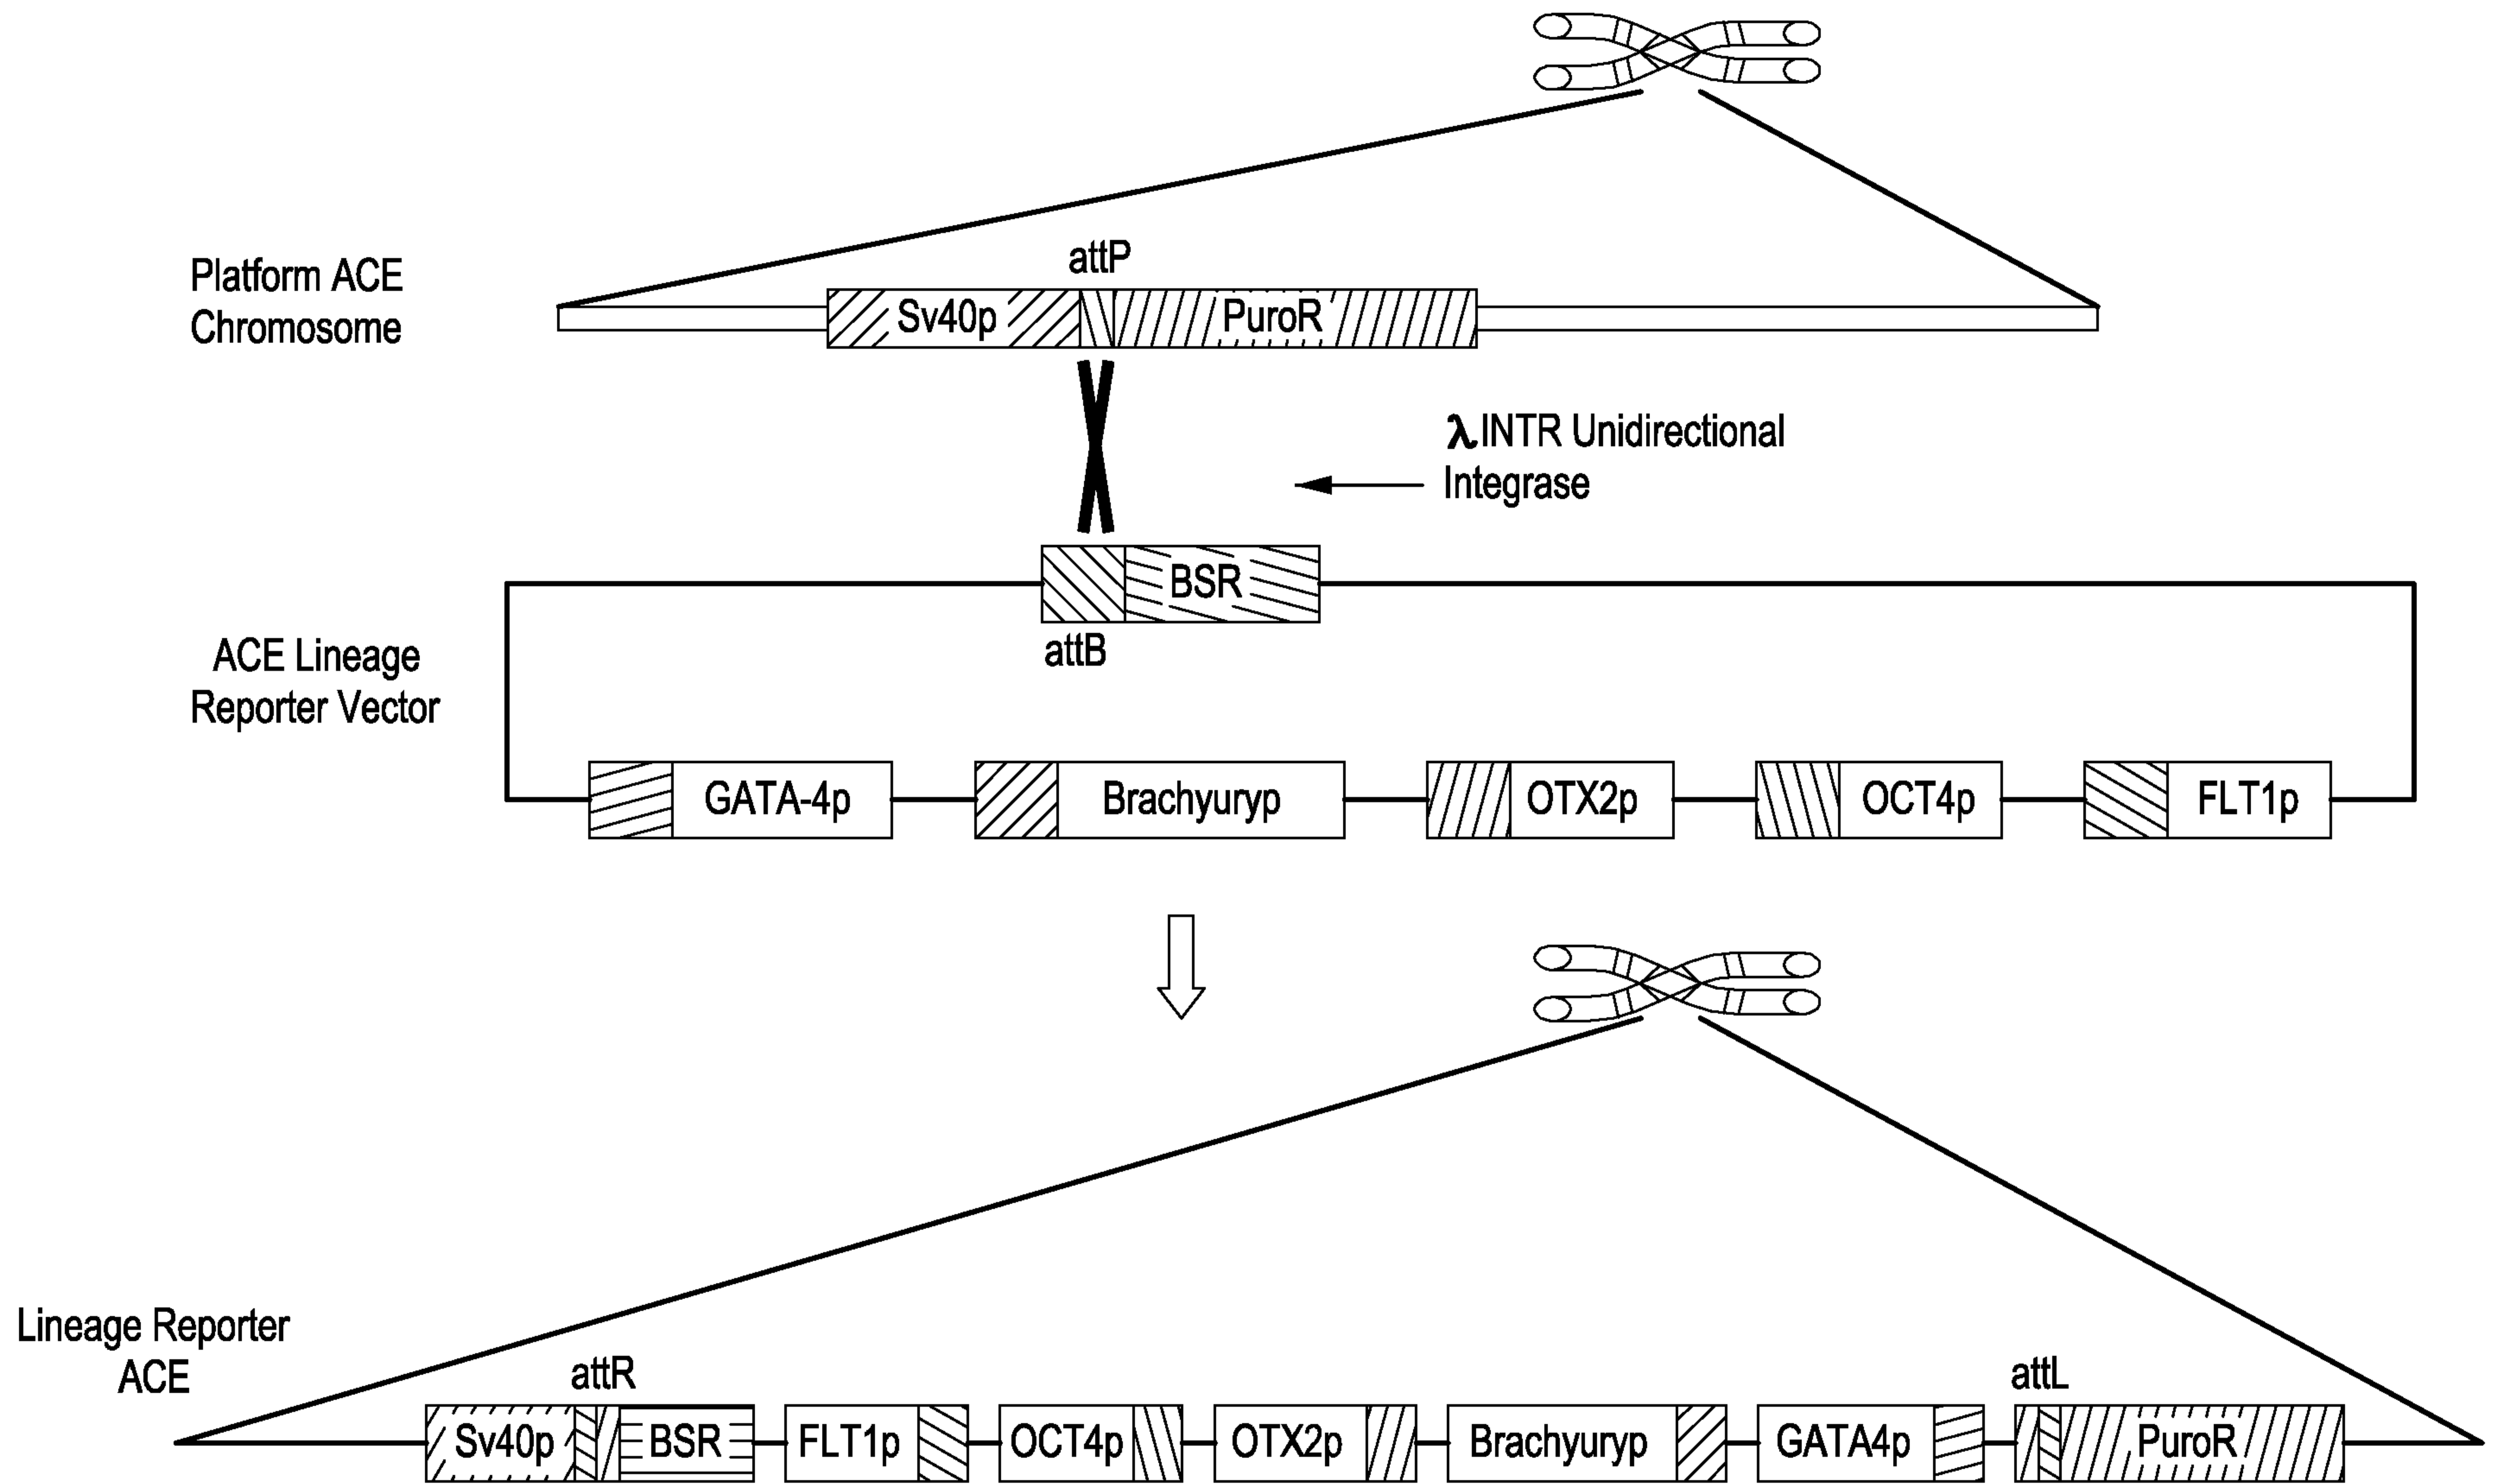 attP
Platform ACE
Chromosome
Sv40p
PuroR
λINTR Unidirectional
Integrase
BSR
attB
ACE Lineage
Reporter Vector
GATA-4p
Brachyuryp
OTX2p
OCT4p
FLT1p
Lineage Reporter
ACE
attR
attL
Sv40p
BSR
FLT1p
OCT4p
OTX2p
Brachyuryp
GATA4p
PuroR